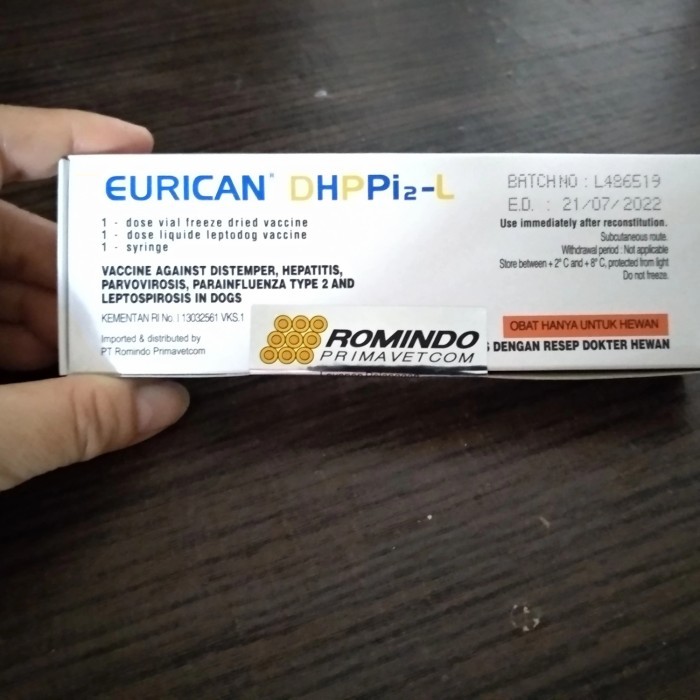 EURICAN® DHPPi2-L
1 - dose vial freeze dried vaccine
1 - dose liquide leptodog vaccine
1 - syringe
VACCINE AGAINST DISTEMPER, HEPATITIS,
PARVOVIROSIS, PARAINFLUENZA TYPE 2 AND
LEPTOSPIROSIS IN DOGS
KEMENTAN RI No. I 13032561 VKS.1
Imported & distributed by
PT Romindo Primavetcom
ROMINDO
PRIMAVETCOM
BATCH NO : L486519
E.D. : 21/07/2022
Use immediately after reconstitution.
Subcutaneous route.
Withdrawal period : Not applicable
Store between + 2° C and + 8° C, protected from light
Do not freeze.
OBAT HANYA UNTUK HEWAN
DENGAN RESEP DOKTER HEWAN